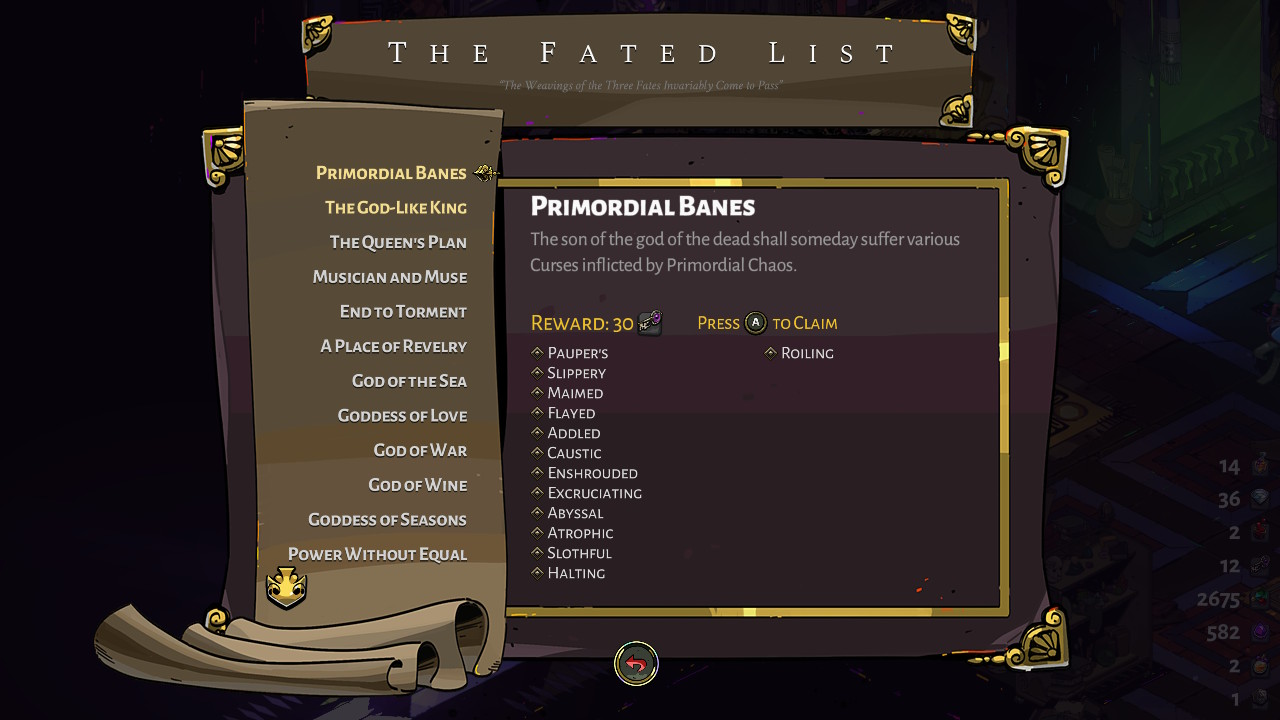 The Fated List
"The Weavings of the Three Fates Invariably Come to Pass"
Primordial Banes
The God-Like King
The Queen's Plan
Musician and Muse
End to Torment
A Place of Revelry
God of the Sea
Goddess of Love
God of War
God of Wine
Goddess of Seasons
Power Without Equal
Primordial Banes
The son of the god of the dead shall someday suffer various
Curses inflicted by Primordial Chaos.
Reward: 30 Press A to Claim
Pauper's
Slippery
Maimed
Flayed
Addled
Caustic
Enshrouded
Excruciating
Abyssal
Atrophic
Slothful
Halting
Roiling
14
36
2
12
2675
582
2
1